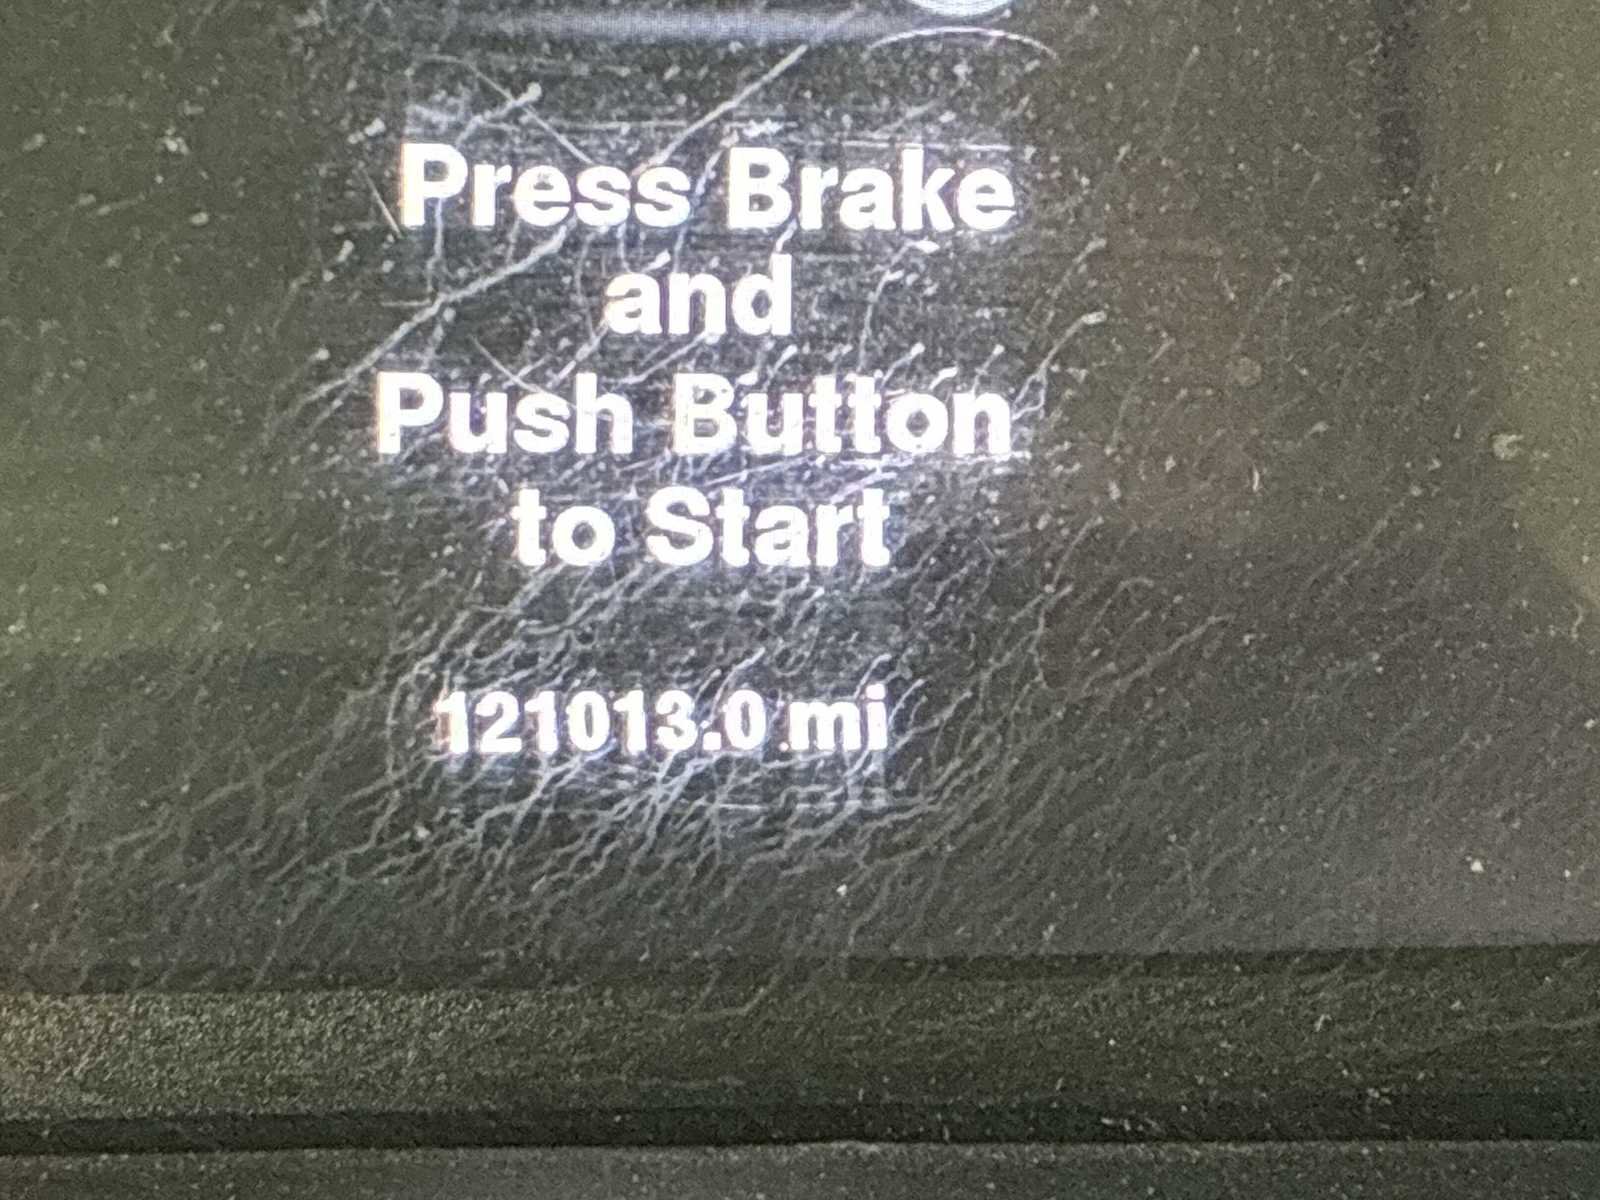 Press Brake
and
Push Button
to Start
121013.0 mi